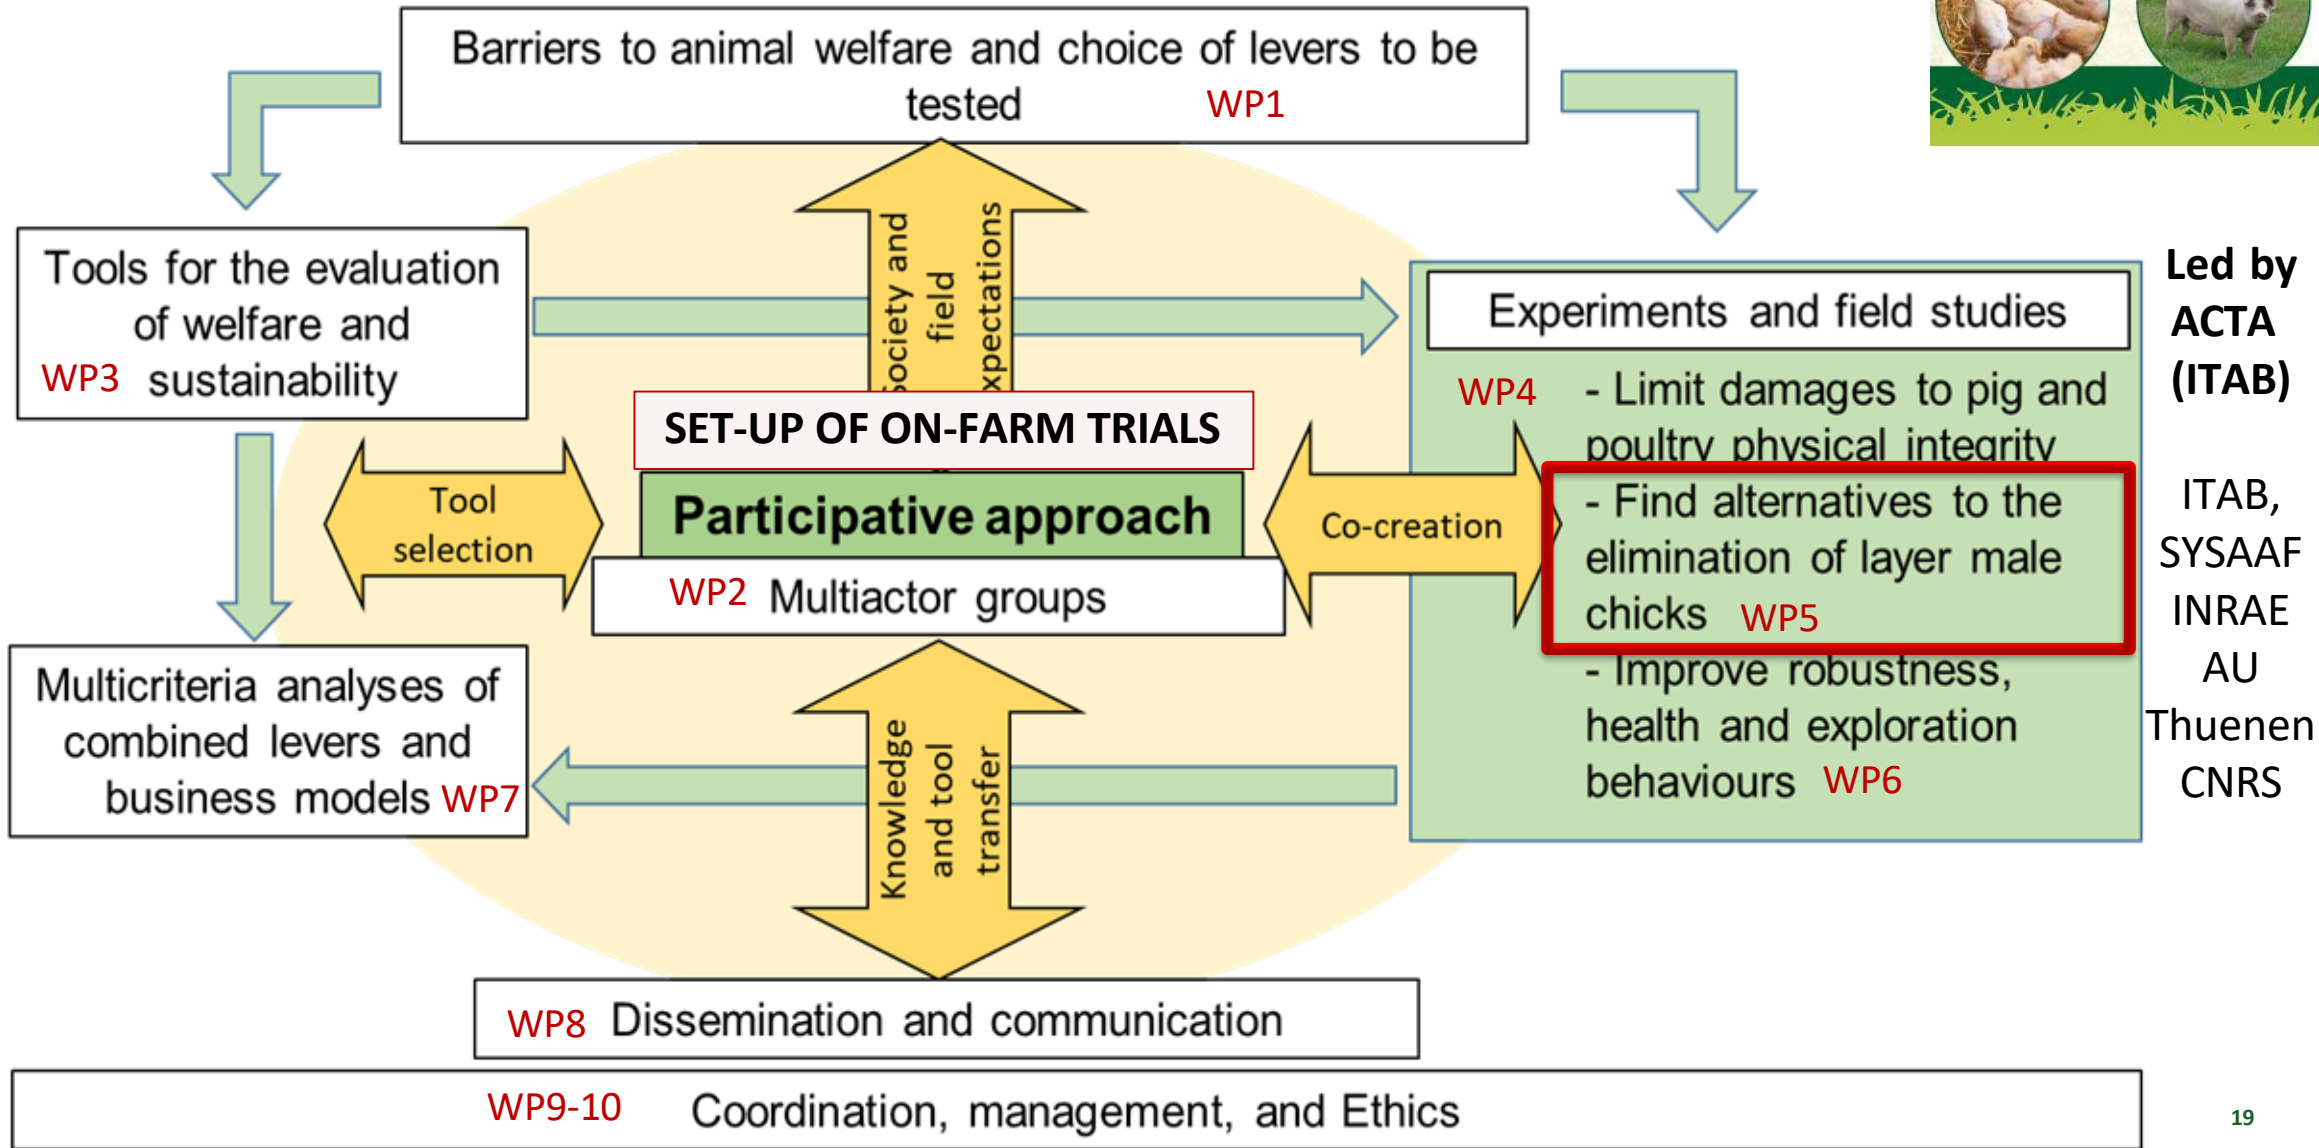 Barriers to animal welfare and choice of levers to be
tested WP1
Tools for the evaluation
of welfare and
WP3 sustainability
Society and
field
expectations
Experiments and field studies
WP4 - Limit damages to pig and
poultry physical integrity
- Find alternatives to the
elimination of layer male
chicks WP5
- Improve robustness,
health and exploration
behaviours WP6
Led by
ACTA
(ITAB)
ITAB,
SYSAAF
INRAE
AU
Thuenen
CNRS
SET-UP OF ON-FARM TRIALS
Participative approach
WP2 Multiactor groups
Tool
selection
Co-creation
Multicriteria analyses of
combined levers and
business models WP7
Knowledge
and tool
transfer
WP8 Dissemination and communication
WP9-10 Coordination, management, and Ethics
19